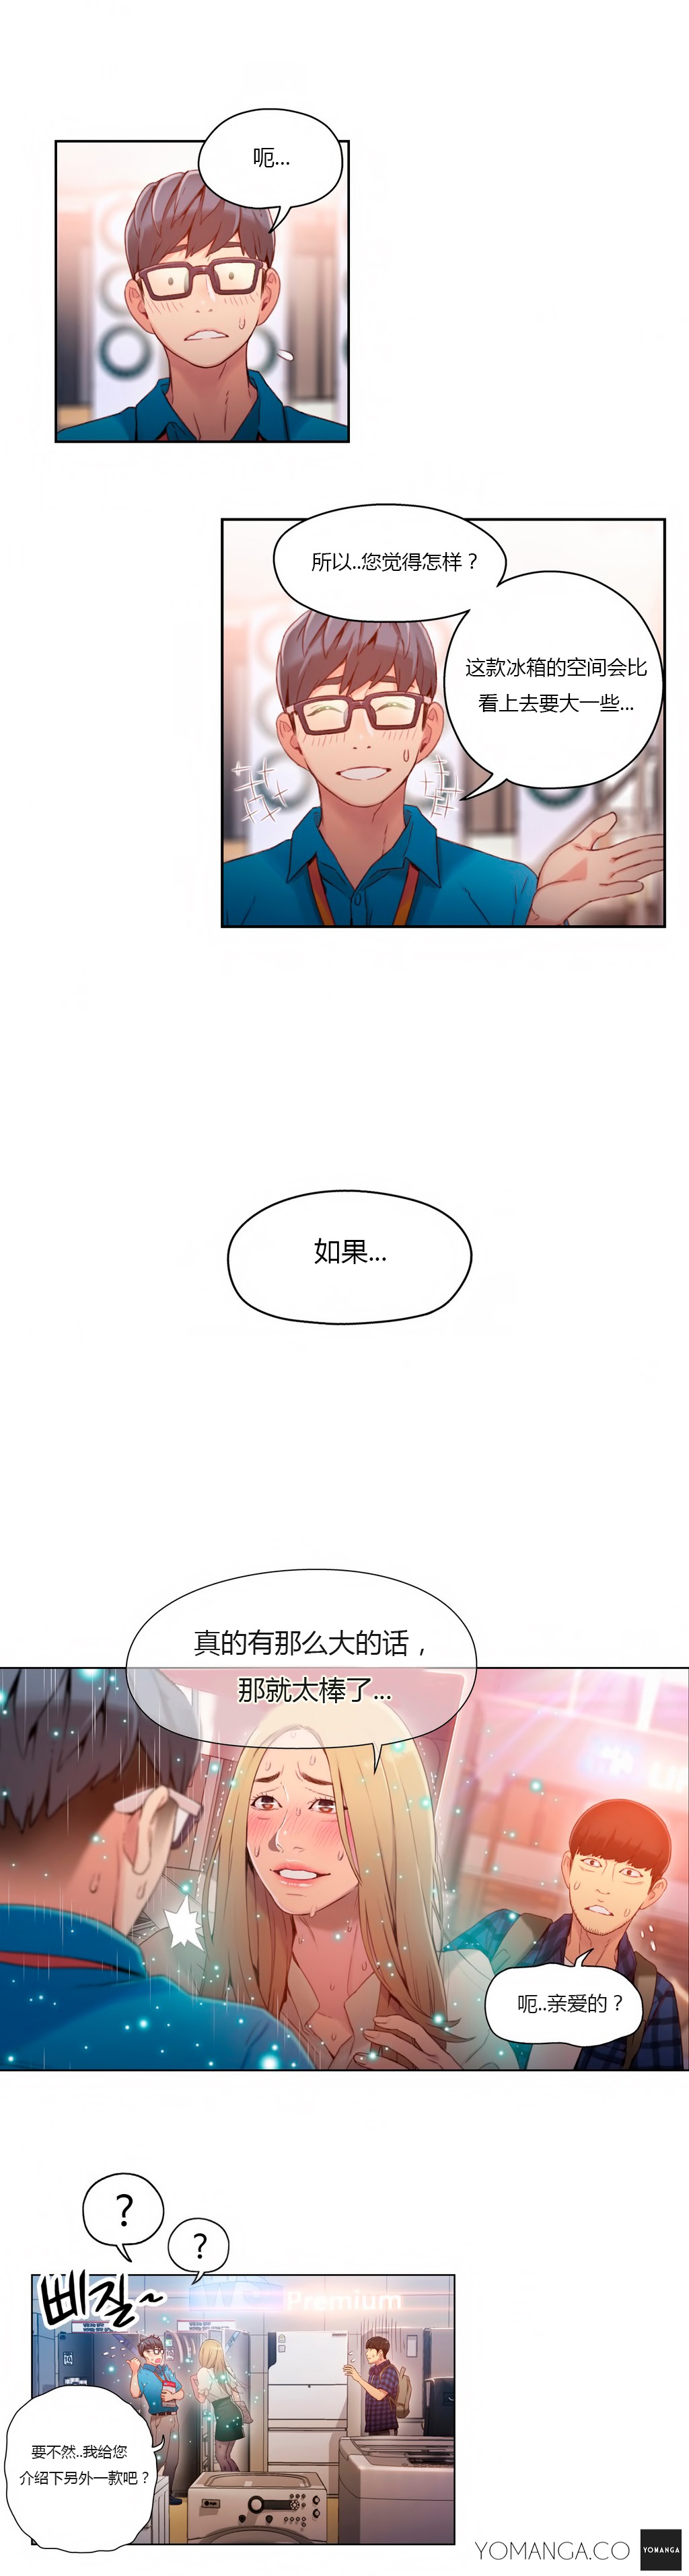 呃...
所以..您觉得怎样？
这款冰箱的空间会比
看上去要大一些...
如果...
真的有那么大的话，
那就太棒了...
呃..亲爱的？
？
？
삐질~
Premium
要不然..我给您
介绍下另外一款吧？
YOMANGA.CO
YOMANGA